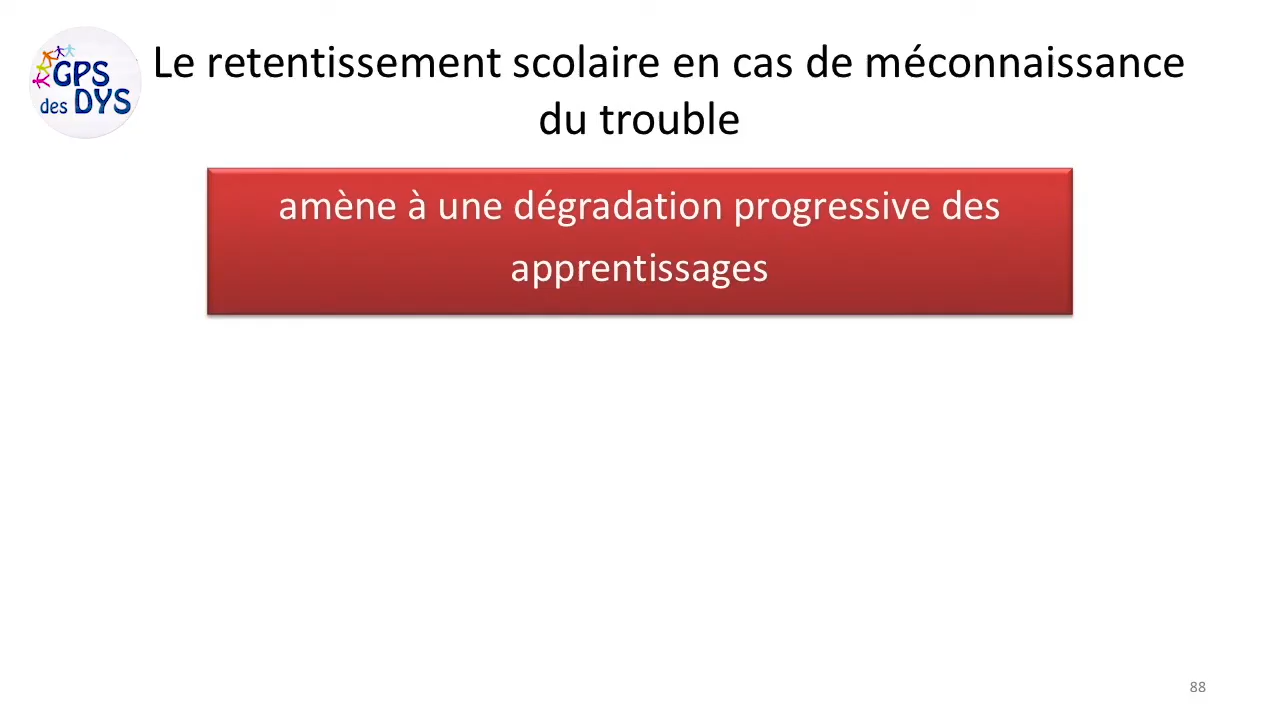 GPS
des DYS
Le retentissement scolaire en cas de méconnaissance
du trouble
amène à une dégradation progressive des
apprentissages
88